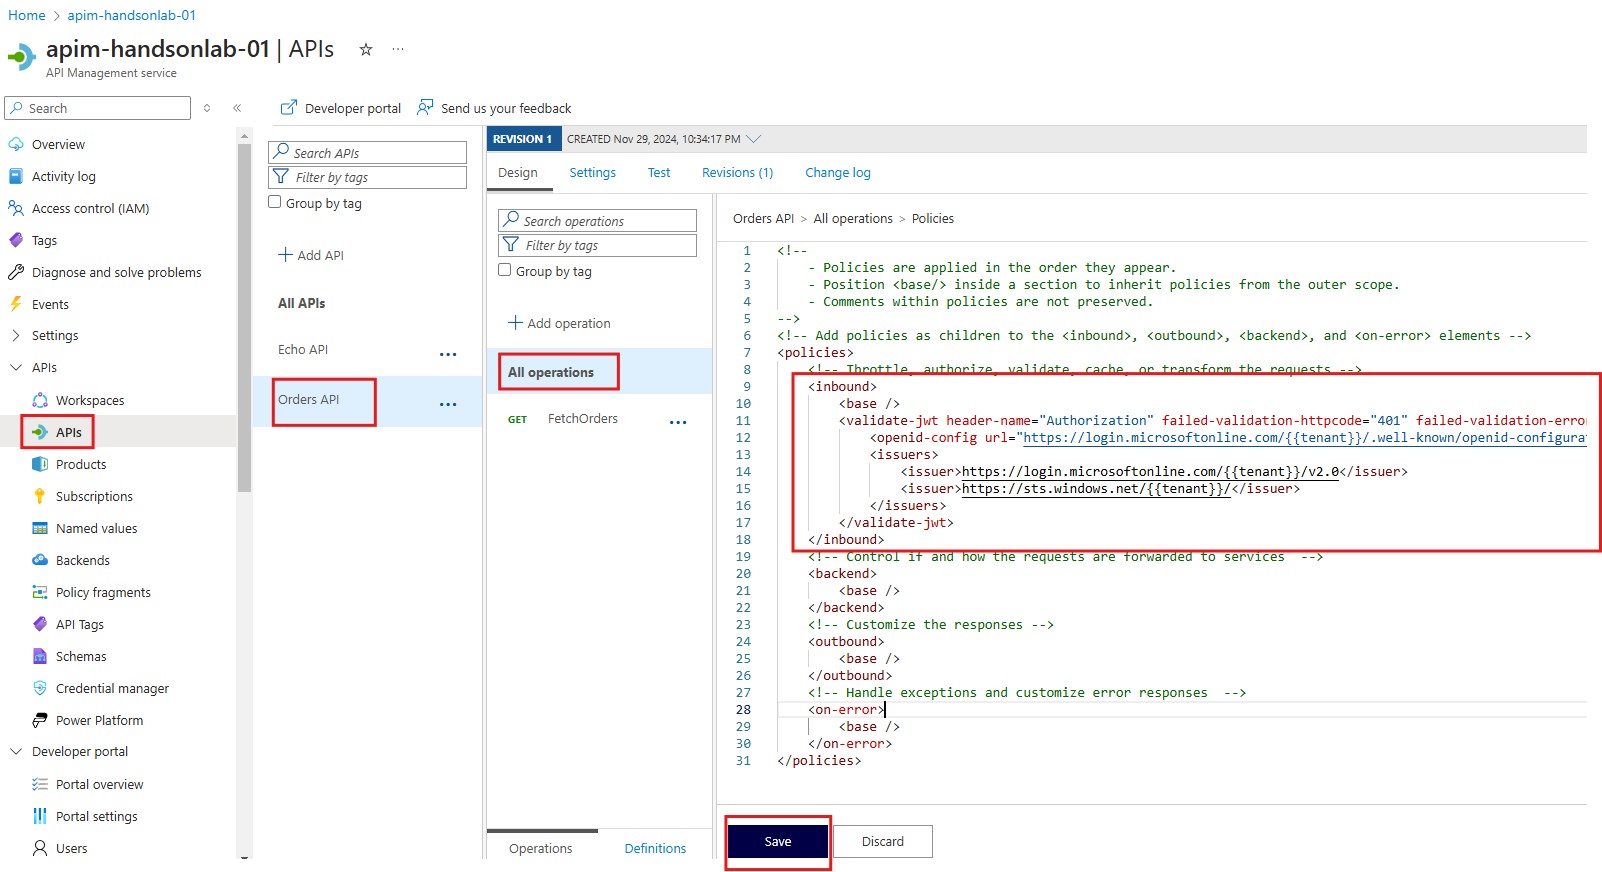 Home > apim-handsonlab-01
apim-handsonlab-01 | APIs
API Management service
Search
Overview
Activity log
Access control (IAM)
Tags
Diagnose and solve problems
Events
Settings
APIs
Workspaces
APIs
Products
Subscriptions
Named values
Backends
Policy fragments
API Tags
Schemas
Credential manager
Power Platform
Developer portal
Portal overview
Portal settings
Users
Developer portal
Send us your feedback
Search APIs
Filter by tags
Group by tag
Add API
All APIs
Echo API
Orders API
REVISION 1 CREATED Nov 29, 2024, 10:34:17 PM
Design Settings Test Revisions (1) Change log
Search operations
Filter by tags
Group by tag
Add operation
All operations
GET FetchOrders
Operations Definitions
Orders API > All operations > Policies
1 <!--
2 - Policies are applied in the order they appear.
3 - Position <base/> inside a section to inherit policies from the outer scope.
4 - Comments within policies are not preserved.
5 -->
6 <!-- Add policies as children to the <inbound>, <outbound>, <backend>, and <on-error> elements -->
7 <policies>
8 <!-- Throttle, authorize, validate, cache, or transform the requests -->
9 <inbound>
10 <base />
11 <validate-jwt header-name="Authorization" failed-validation-httpcode="401" failed-validation-erro
12 <openid-config url="https://login.microsoftonline.com/{{tenant}}/.well-known/openid-configura
13 <issuers>
14 <issuer>https://login.microsoftonline.com/{{tenant}}/v2.0</issuer>
15 <issuer>https://sts.windows.net/{{tenant}}/</issuer>
16 </issuers>
17 </validate-jwt>
18 </inbound>
19 <!-- Control if and how the requests are forwarded to services -->
20 <backend>
21 <base />
22 </backend>
23 <!-- Customize the responses -->
24 <outbound>
25 <base />
26 </outbound>
27 <!-- Handle exceptions and customize error responses -->
28 <on-error>
29 <base />
30 </on-error>
31 </policies>
Save Discard